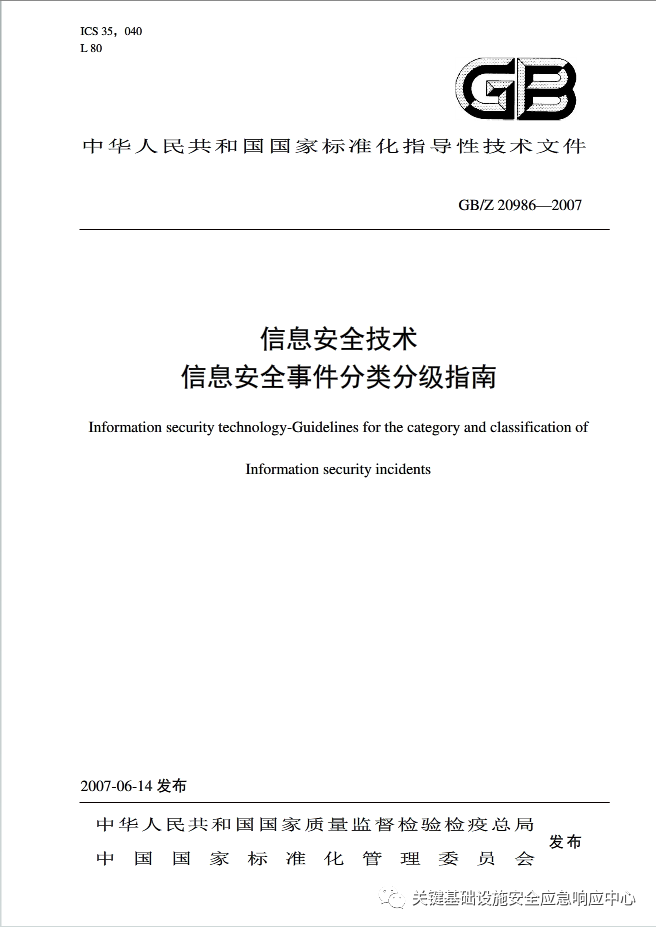 ICS 35，040
L 80
GB
中华人民共和国国家标准化指导性技术文件
GB/Z 20986—2007
信息安全技术
信息安全事件分类分级指南
Information security technology-Guidelines for the category and classification of
Information security incidents
2007-06-14 发布
中华人民共和国国家质量监督检验检疫总局
中国国家标准化管理委员会
发布
关键基础设施安全应急响应中心